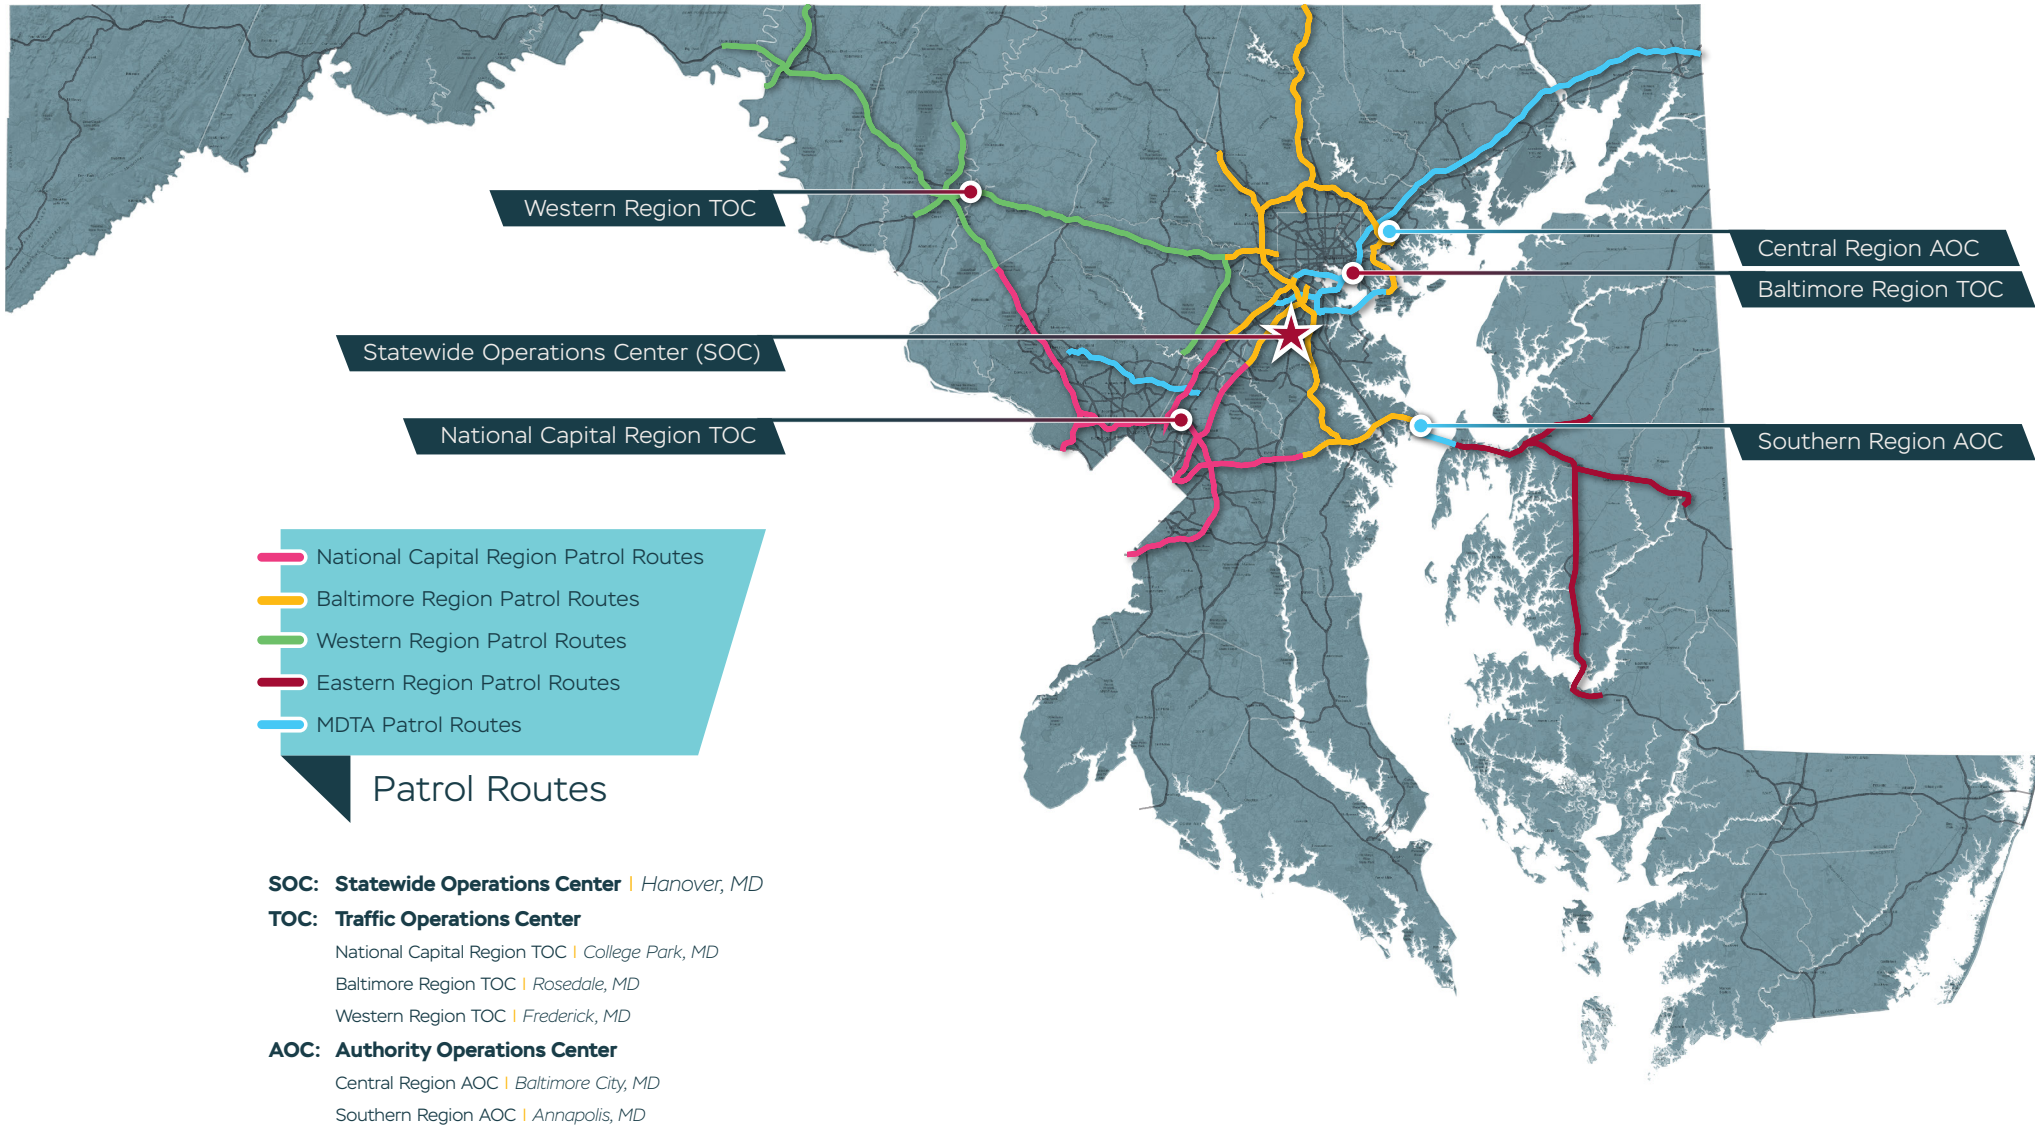 Western Region TOC
Central Region AOC
Baltimore Region TOC
Statewide Operations Center (SOC)
National Capital Region TOC
Southern Region AOC
National Capital Region Patrol Routes
Baltimore Region Patrol Routes
Western Region Patrol Routes
Eastern Region Patrol Routes
MDTA Patrol Routes
Patrol Routes
SOC: Statewide Operations Center | Hanover, MD
TOC: Traffic Operations Center
National Capital Region TOC | College Park, MD
Baltimore Region TOC | Rosedale, MD
Western Region TOC | Frederick, MD
AOC: Authority Operations Center
Central Region AOC | Baltimore City, MD
Southern Region AOC | Annapolis, MD